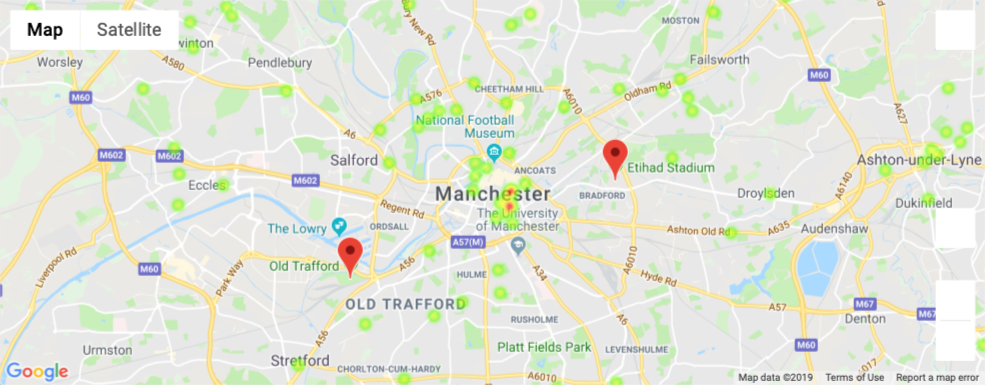 Map
Satellite
MOSTON
winton
Worsley
Pendlebury
Failsworth
A580
bury New Rd
M60
M60
A576
CHEETHAM HILL
A6010
Oldham Rd
A627
A6
National Football
Museum
M602
M602
Salford
ANCOATS
Etihad Stadium
Ashton-under-Lyne
Eccles
M602
Manchester
BRADFORD
Droylsden
A6140
Dukinfield
Regent Rd
The University
of Manchester
The Lowry
ORDSALL
Ashton Old Rd
A635
Audenshaw
A57(M)
Liverpool Rd
M60
Park Way
Old Trafford
A56
HULME
A34
Hyde Rd
A6010
OLD TRAFFORD
A57
M67
M67
Denton
RUSHOLME
A6
A56
Urmston
Stretford
Platt Fields Park
LEVENSHULME
M60
CHORLTON-CUM-HARDY
A6010
A017
Google
Map data ©2019
Terms of Use
Report a map error